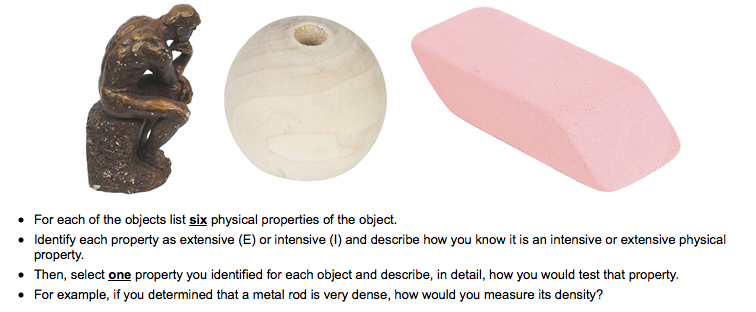 • For each of the objects list six physical properties of the object.
• Identify each property as extensive (E) or intensive (I) and describe how you know it is an intensive or extensive physical
property.
• Then, select one property you identified for each object and describe, in detail, how you would test that property.
• For example, if you determined that a metal rod is very dense, how would you measure its density?